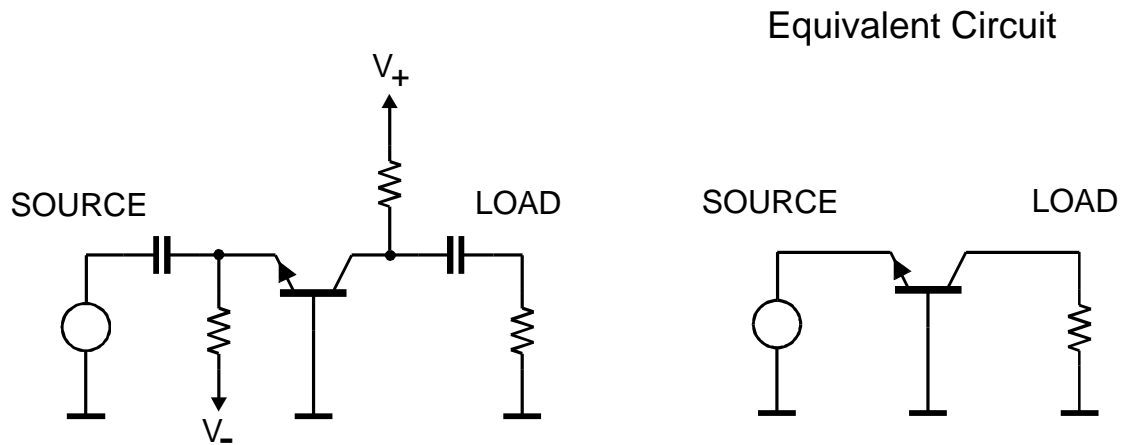 Equivalent Circuit
V+
SOURCE
LOAD
SOURCE
LOAD
V-